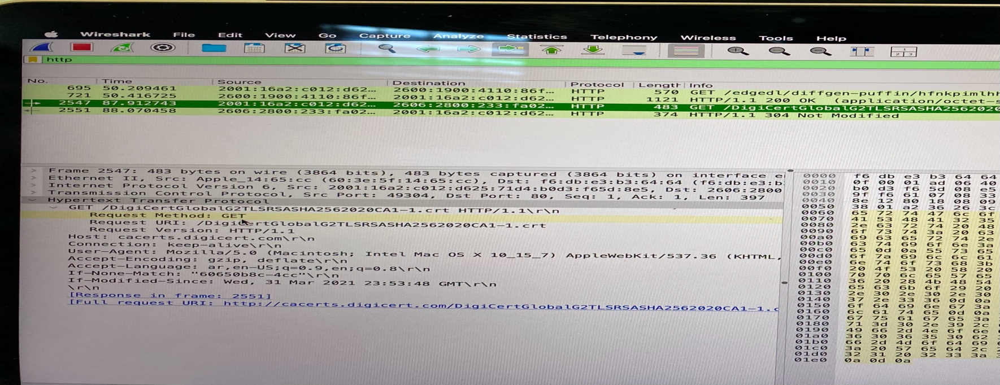 Wireshark File Edit View Go Capture Analyze Statistics Telephony Wireless Tools Help
http
No. Time Source Destination Protocol Length Info
695 50.209461 2001:16a2:c012:d62… 2600:1900:4110:86f… HTTP 570 GET /edgedl/diffgen-puffin/hfnkpimlhh
721 50.416725 2600:1900:4110:86f… 2001:16a2:c012:d62… HTTP 1121 HTTP/1.1 200 OK (application/octet-s
2547 87.912743 2001:16a2:c012:d62… 2606:2800:233:fa02… HTTP 483 GET /DigiCertGlobalG2TLSRSASHA2562020
2551 88.070458 2606:2800:233:fa02… 2001:16a2:c012:d62… HTTP 374 HTTP/1.1 304 Not Modified
Frame 2547: 483 bytes on wire (3864 bits), 483 bytes captured (3864 bits) on interface e
Ethernet II, Src: Apple_14:65:cc (60:3e:5f:14:65:cc), Dst: f6:db:e3:b3:64:64 (f6:db:e3:b
Internet Protocol Version 6, Src: 2001:16a2:c012:d625:71d4:b0d3:f65d:8e5, Dst: 2606:2800
Transmission Control Protocol, Src Port: 49304, Dst Port: 80, Seq: 1, Ack: 1, Len: 397
Hypertext Transfer Protocol
GET /DigiCertGlobalG2TLSRSASHA2562020CA1-1.crt HTTP/1.1\r\n
Request Method: GET
Request URI: /DigiCertGlobalG2TLSRSASHA2562020CA1-1.crt
Request Version: HTTP/1.1
Host: cacerts.digicert.com\r\n
Connection: keep-alive\r\n
User-Agent: Mozilla/5.0 (Macintosh; Intel Mac OS X 10_15_7) AppleWebKit/537.36 (KHTML,
Accept-Encoding: gzip, deflate\r\n
Accept-Language: ar,en-US;q=0.9,en;q=0.8\r\n
If-None-Match: "60650b8c-4cc"\r\n
If-Modified-Since: Wed, 31 Mar 2021 23:53:48 GMT\r\n
\r\n
[Response in frame: 2551]
[Full request URI: http://cacerts.digicert.com/DigiCertGlobalG2TLSRSASHA2562020CA1-1.c
0000 f6 db e3 b3 64 64
0010 0f 00 01 ad 06 40
0020 b0 d3 f6 5d 08 e5
0030 9f f6 61 97 08 33
0040 8e 12 80 18 08 09
0050 38 01 a2 36 26 3c
0060 65 72 74 47 6c 6f
0070 41 53 48 41 32 35
0080 2e 63 72 74 20 48
0090 6f 73 74 3a 20 63
00a0 69 63 65 72 74 2e
00b0 63 74 69 6f 6e 3a
00c0 65 0d 0a 55 73 65
00d0 6f 7a 69 6c 6c 61
00e0 6e 74 6f 73 68 3b
00f0 20 4f 53 20 58 20
0100 70 70 6c 65 57 65
0110 36 20 28 4b 48 54
0120 65 63 6b 6f 29 20
0130 2e 30 2e 30 2e 30
0140 37 2e 33 36 0d 0a
0150 6f 64 69 6e 67 3a
0160 6c 61 74 65 0d 0a
0170 67 75 61 67 65 3a
0180 71 3d 30 2e 39 2c
0190 49 66 2d 4e 6f 6e
01a0 36 30 36 35 30 62
01b0 66 2d 4d 6f 64 69
01c0 3a 20 57 65 64 2c
01d0 32 31 20 32 33 3a
01e0 0a 0d 0a